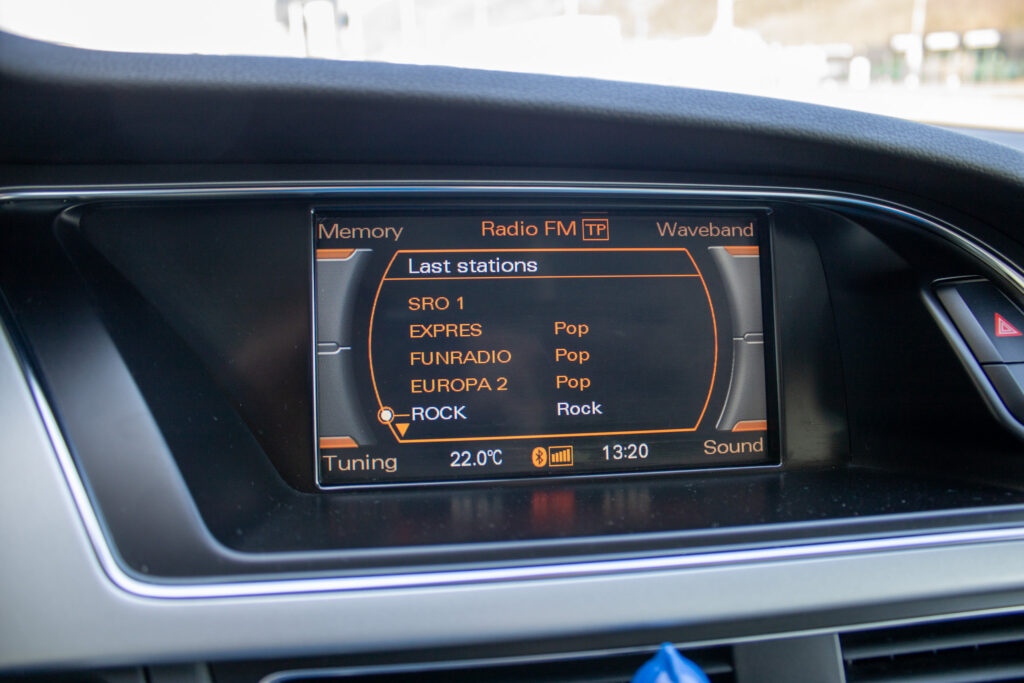 Memory Radio FM TP Waveband
Last stations
SRO 1
EXPRES Pop
FUNRADIO Pop
EUROPA 2 Pop
ROCK Rock
Tuning 22.0°C 13:20 Sound